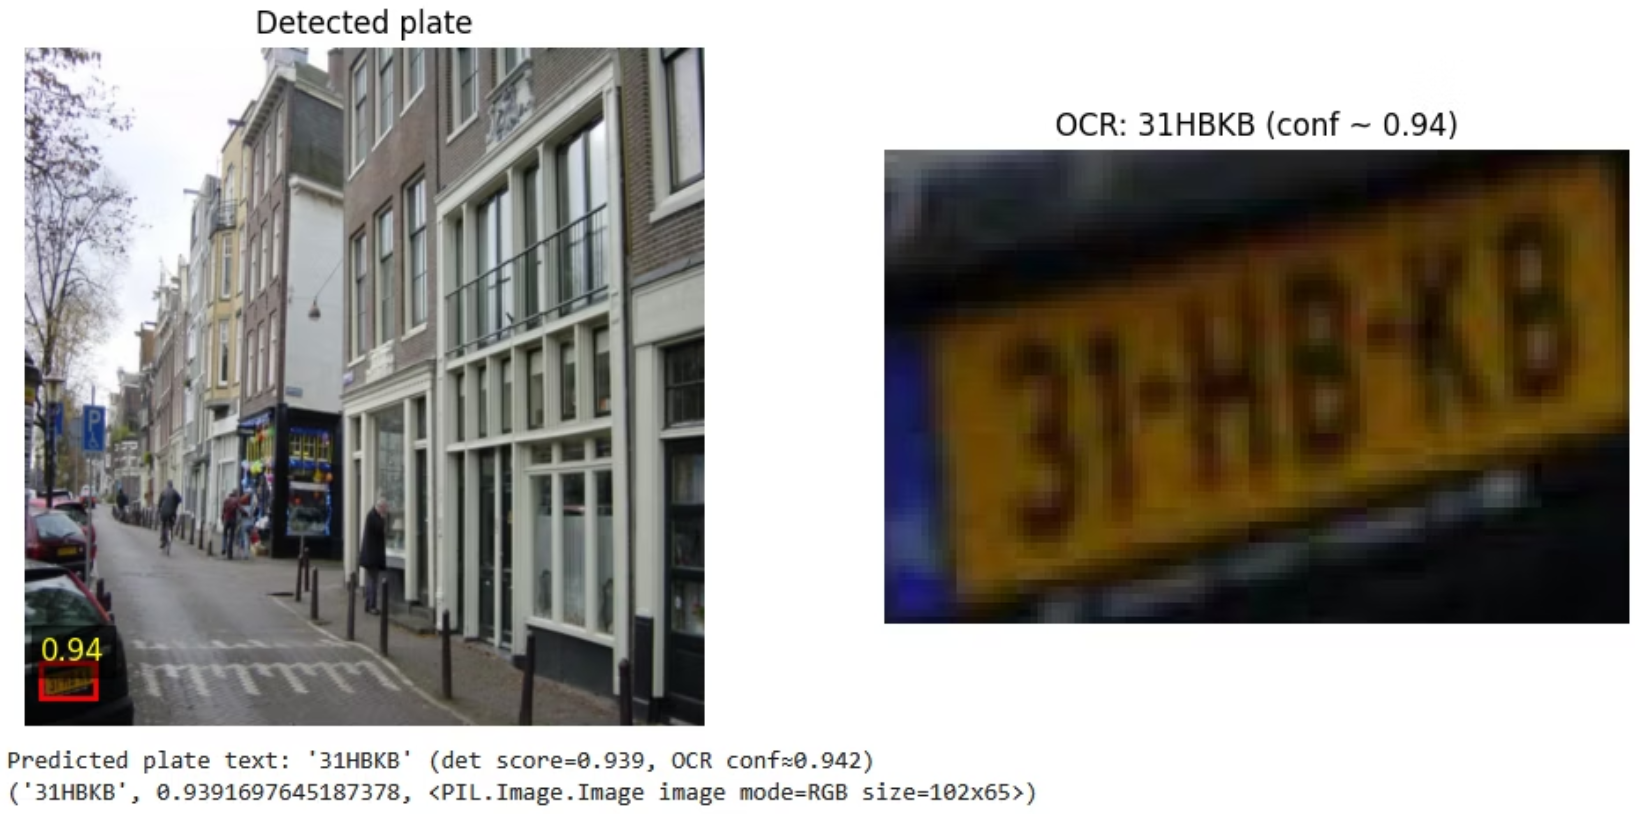 Detected plate
OCR: 31HBKB (conf ~ 0.94)
P
0.94
31-HB-KB
Predicted plate text: '31HBKB' (det score=0.939, OCR conf≈0.942)
('31HBKB', 0.9391697645187378, <PIL.Image.Image image mode=RGB size=102x65>)